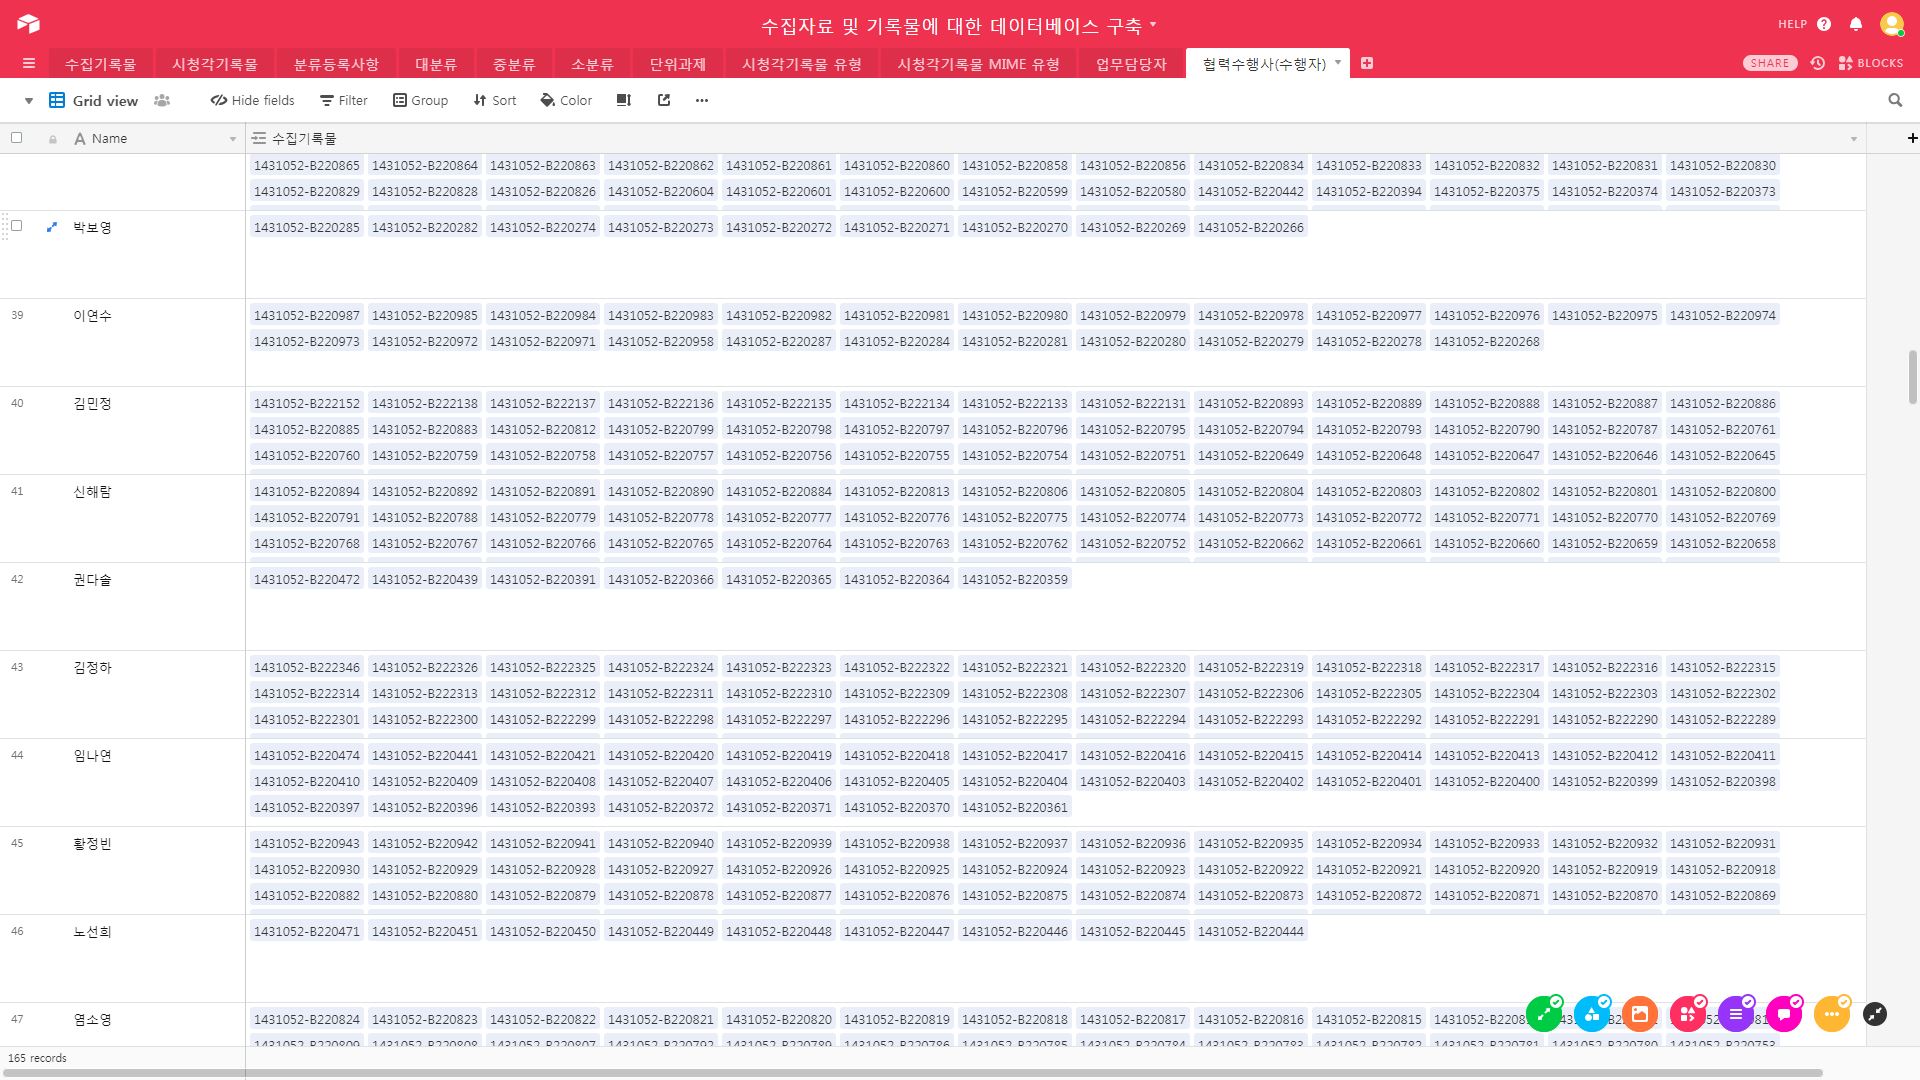 수집자료 및 기록물에 대한 데이터베이스 구축
HELP
수집기록물 시청각기록물 분류등록사항 대분류 중분류 소분류 단위과제 시청각기록물 유형 시청각기록물 MIME 유형 업무담당자 협력수행사(수행자) SHARE BLOCKS
Grid view Hide fields Filter Group Sort Color
Name 수집기록물
1431052-B220865 1431052-B220864 1431052-B220863 1431052-B220862 1431052-B220861 1431052-B220860 1431052-B220858 1431052-B220856 1431052-B220834 1431052-B220833 1431052-B220832 1431052-B220831 1431052-B220830
1431052-B220829 1431052-B220828 1431052-B220826 1431052-B220604 1431052-B220601 1431052-B220600 1431052-B220599 1431052-B220580 1431052-B220442 1431052-B220394 1431052-B220375 1431052-B220374 1431052-B220373
박보영 1431052-B220285 1431052-B220282 1431052-B220274 1431052-B220273 1431052-B220272 1431052-B220271 1431052-B220270 1431052-B220269 1431052-B220266
39 이연수 1431052-B220987 1431052-B220985 1431052-B220984 1431052-B220983 1431052-B220982 1431052-B220981 1431052-B220980 1431052-B220979 1431052-B220978 1431052-B220977 1431052-B220976 1431052-B220975 1431052-B220974
1431052-B220973 1431052-B220972 1431052-B220971 1431052-B220958 1431052-B220287 1431052-B220284 1431052-B220281 1431052-B220280 1431052-B220279 1431052-B220278 1431052-B220268
40 김민정 1431052-B222152 1431052-B222138 1431052-B222137 1431052-B222136 1431052-B222135 1431052-B222134 1431052-B222133 1431052-B222131 1431052-B220893 1431052-B220889 1431052-B220888 1431052-B220887 1431052-B220886
1431052-B220885 1431052-B220883 1431052-B220812 1431052-B220799 1431052-B220798 1431052-B220797 1431052-B220796 1431052-B220795 1431052-B220794 1431052-B220793 1431052-B220790 1431052-B220787 1431052-B220761
1431052-B220760 1431052-B220759 1431052-B220758 1431052-B220757 1431052-B220756 1431052-B220755 1431052-B220754 1431052-B220751 1431052-B220649 1431052-B220648 1431052-B220647 1431052-B220646 1431052-B220645
41 신해람 1431052-B220894 1431052-B220892 1431052-B220891 1431052-B220890 1431052-B220884 1431052-B220813 1431052-B220806 1431052-B220805 1431052-B220804 1431052-B220803 1431052-B220802 1431052-B220801 1431052-B220800
1431052-B220791 1431052-B220788 1431052-B220779 1431052-B220778 1431052-B220777 1431052-B220776 1431052-B220775 1431052-B220774 1431052-B220773 1431052-B220772 1431052-B220771 1431052-B220770 1431052-B220769
1431052-B220768 1431052-B220767 1431052-B220766 1431052-B220765 1431052-B220764 1431052-B220763 1431052-B220762 1431052-B220752 1431052-B220662 1431052-B220661 1431052-B220660 1431052-B220659 1431052-B220658
42 권다솔 1431052-B220472 1431052-B220439 1431052-B220391 1431052-B220366 1431052-B220365 1431052-B220364 1431052-B220359
43 김정하 1431052-B222346 1431052-B222326 1431052-B222325 1431052-B222324 1431052-B222323 1431052-B222322 1431052-B222321 1431052-B222320 1431052-B222319 1431052-B222318 1431052-B222317 1431052-B222316 1431052-B222315
1431052-B222314 1431052-B222313 1431052-B222312 1431052-B222311 1431052-B222310 1431052-B222309 1431052-B222308 1431052-B222307 1431052-B222306 1431052-B222305 1431052-B222304 1431052-B222303 1431052-B222302
1431052-B222301 1431052-B222300 1431052-B222299 1431052-B222298 1431052-B222297 1431052-B222296 1431052-B222295 1431052-B222294 1431052-B222293 1431052-B222292 1431052-B222291 1431052-B222290 1431052-B222289
44 임나연 1431052-B220474 1431052-B220441 1431052-B220421 1431052-B220420 1431052-B220419 1431052-B220418 1431052-B220417 1431052-B220416 1431052-B220415 1431052-B220414 1431052-B220413 1431052-B220412 1431052-B220411
1431052-B220410 1431052-B220409 1431052-B220408 1431052-B220407 1431052-B220406 1431052-B220405 1431052-B220404 1431052-B220403 1431052-B220402 1431052-B220401 1431052-B220400 1431052-B220399 1431052-B220398
1431052-B220397 1431052-B220396 1431052-B220393 1431052-B220372 1431052-B220371 1431052-B220370 1431052-B220361
45 황정빈 1431052-B220943 1431052-B220942 1431052-B220941 1431052-B220940 1431052-B220939 1431052-B220938 1431052-B220937 1431052-B220936 1431052-B220935 1431052-B220934 1431052-B220933 1431052-B220932 1431052-B220931
1431052-B220930 1431052-B220929 1431052-B220928 1431052-B220927 1431052-B220926 1431052-B220925 1431052-B220924 1431052-B220923 1431052-B220922 1431052-B220921 1431052-B220920 1431052-B220919 1431052-B220918
1431052-B220882 1431052-B220880 1431052-B220879 1431052-B220878 1431052-B220877 1431052-B220876 1431052-B220875 1431052-B220874 1431052-B220873 1431052-B220872 1431052-B220871 1431052-B220870 1431052-B220869
46 노선희 1431052-B220471 1431052-B220451 1431052-B220450 1431052-B220449 1431052-B220448 1431052-B220447 1431052-B220446 1431052-B220445 1431052-B220444
47 염소영 1431052-B220824 1431052-B220823 1431052-B220822 1431052-B220821 1431052-B220820 1431052-B220819 1431052-B220818 1431052-B220817 1431052-B220816 1431052-B220815
1431052-B220809 1431052-B220808 1431052-B220807 1431052-B220792 1431052-B220789 1431052-B220786 1431052-B220785 1431052-B220784 1431052-B220783 1431052-B220782 1431052-B220781 1431052-B220780 1431052-B220753
165 records